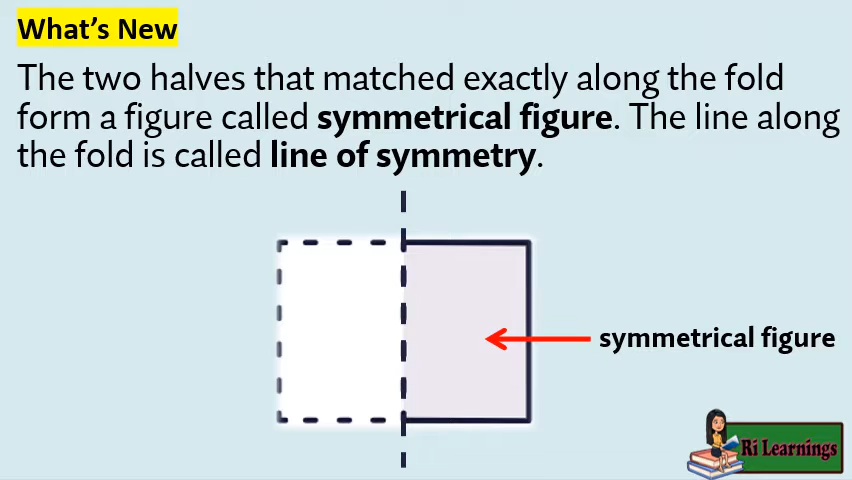 What's New
The two halves that matched exactly along the fold
form a figure called symmetrical figure. The line along
the fold is called line of symmetry.
symmetrical figure
Ri Learnings